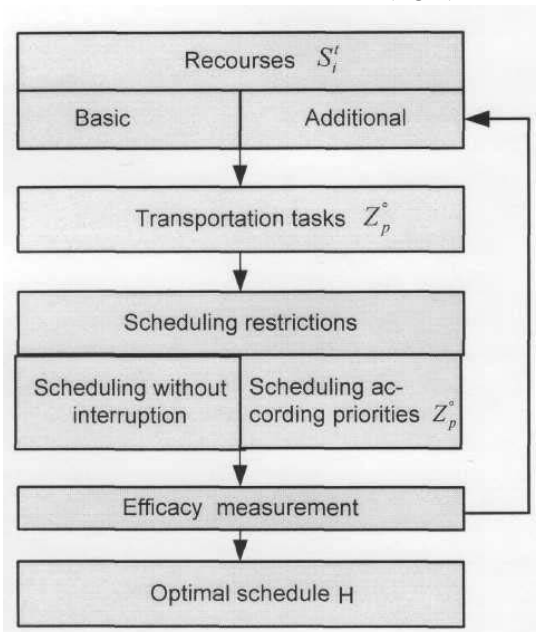 Recourses S_i^t
Basic
Additional
Transportation tasks Z_p^°
Scheduling restrictions
Scheduling without
interruption
Scheduling ac-
cording priorities Z_p^°
Efficacy measurement
Optimal schedule H